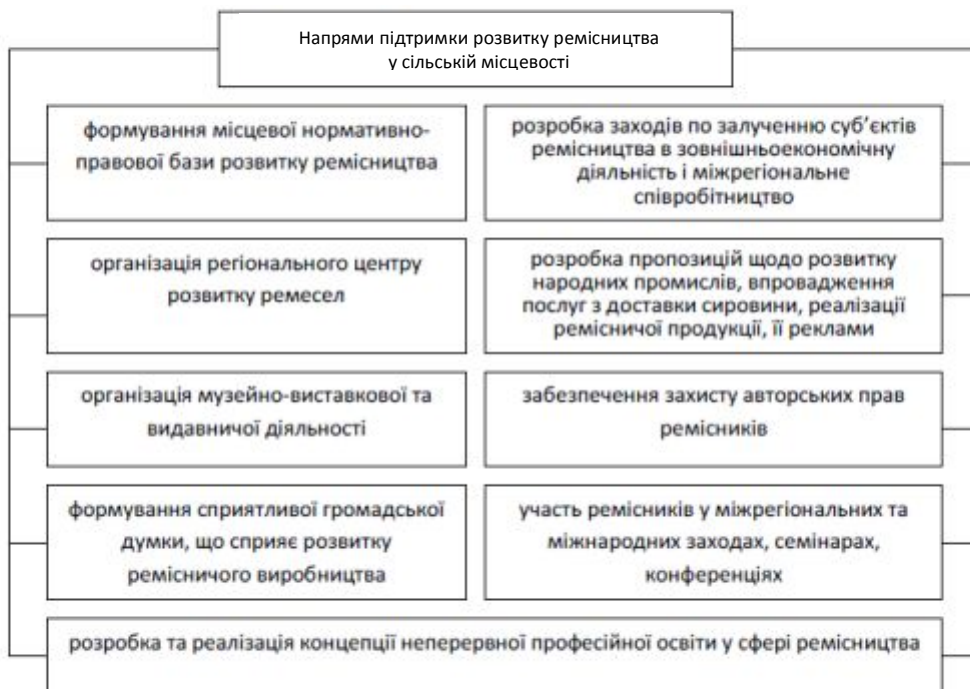 Напрями підтримки розвитку ремісництва
у сільській місцевості
формування місцевої нормативно-
правової бази розвитку ремісництва
розробка заходів по залученню суб’єктів
ремісництва в зовнішньоекономічну
діяльність і міжрегіональне
співробітництво
організація регіонального центру
розвитку ремесел
розробка пропозицій щодо розвитку
народних промислів, впровадження
послуг з доставки сировини, реалізації
ремісничої продукції, її реклами
організація музейно-виставкової та
видавничої діяльності
забезпечення захисту авторських прав
ремісників
формування сприятливої громадської
думки, що сприяє розвитку
ремісничого виробництва
участь ремісників у міжрегіональних та
міжнародних заходах, семінарах,
конференціях
розробка та реалізація концепції неперервної професійної освіти у сфері ремісництва